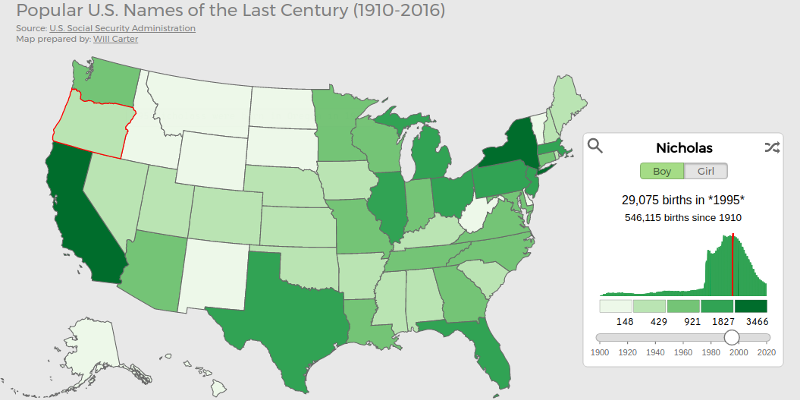 Popular U.S. Names of the Last Century (1910-2016)
Source: U.S. Social Security Administration
Map prepared by: Will Carter
Nicholas
Boy Girl
29,075 births in *1995*
546,115 births since 1910
148 429 921 1827 3466
1900 1920 1940 1960 1980 2000 2020